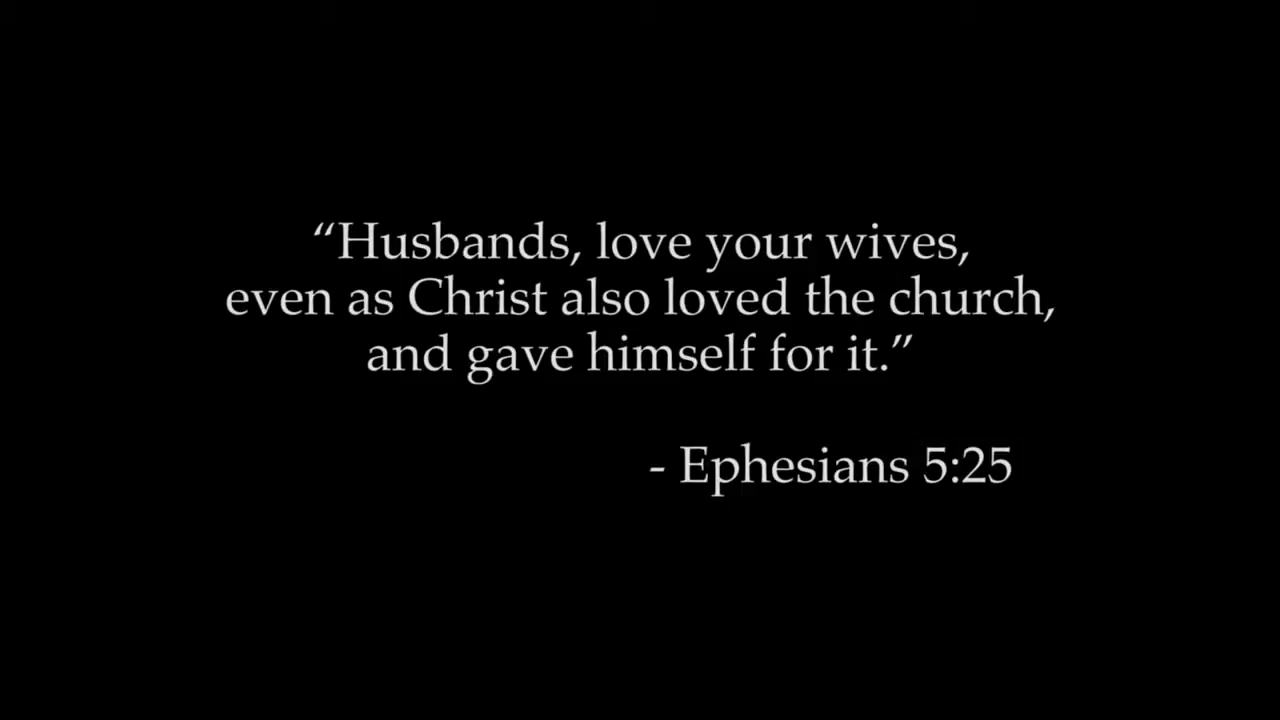 “Husbands, love your wives,
even as Christ also loved the church,
and gave himself for it.”
- Ephesians 5:25